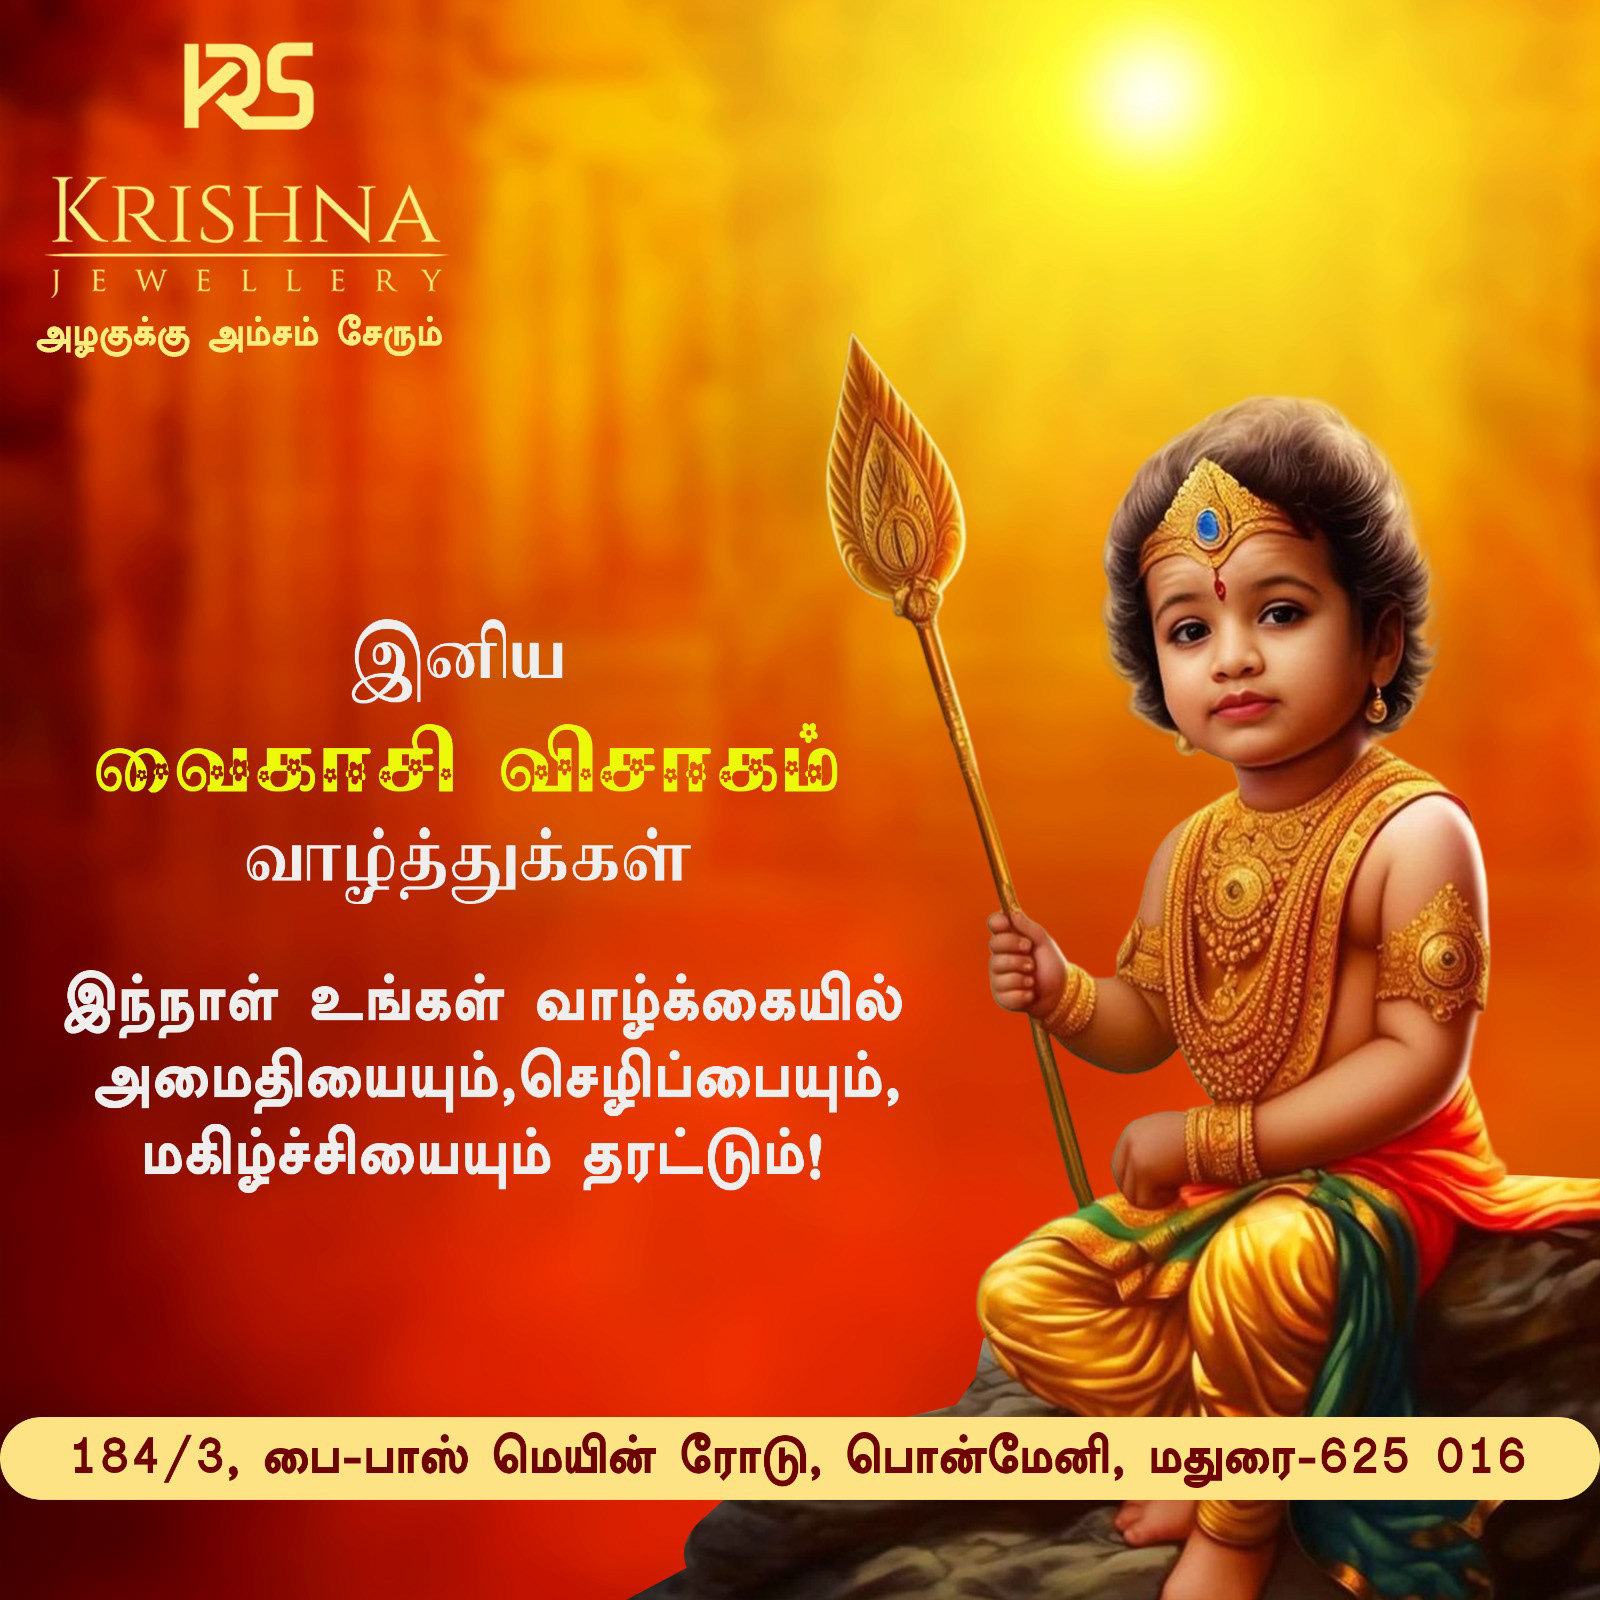 KRS
KRISHNA
JEWELLERY
அழகுக்கு அம்சம் சேரும்
இனிய
வைகாசி விசாகம்
வாழ்த்துக்கள்
இந்நாள் உங்கள் வாழ்க்கையில்
அமைதியையும்,செழிப்பையும்,
மகிழ்ச்சியையும் தரட்டும்!
184/3, பை-பாஸ் மெயின் ரோடு, பொன்மேனி, மதுரை-625 016